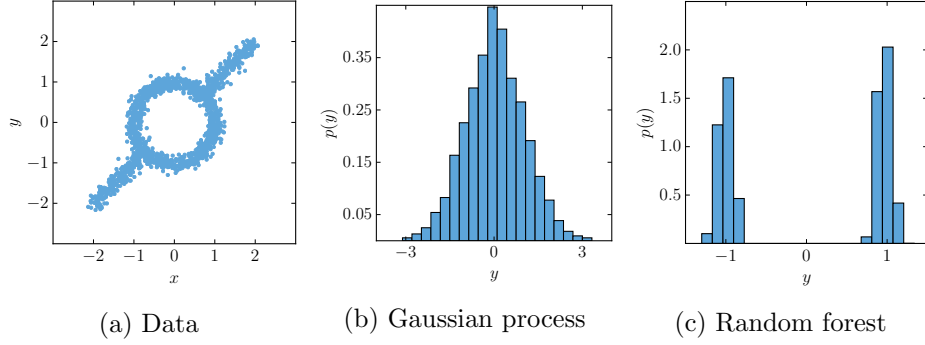 2
1
0
−1
−2
y
−2 −1 0 1 2
x
(a) Data
0.35
0.25
0.15
0.05
p(y)
−3 0 3
y
(b) Gaussian process
2.0
1.5
1.0
0.5
p(y)
−1 0 1
y
(c) Random forest